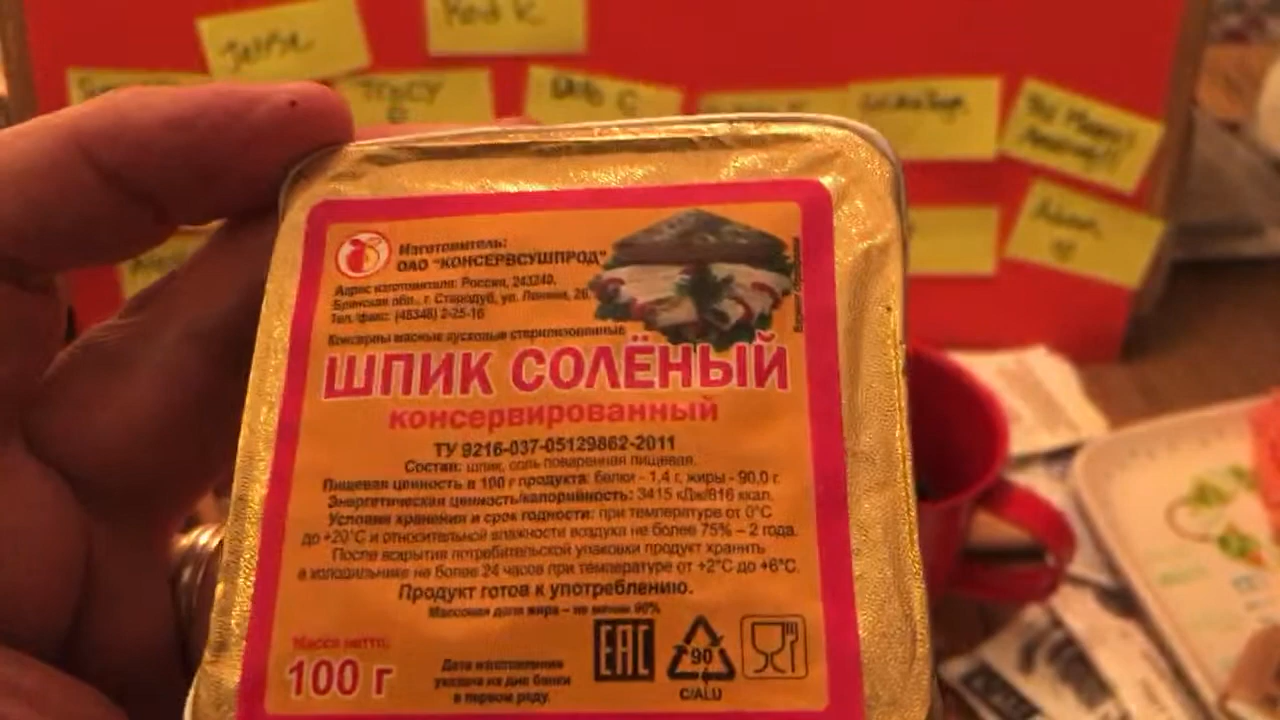 Изготовитель:
ОАО "КОНСЕРВСУШПРОД"
Адрес изготовителя: Россия, 243240,
Брянская обл., г. Стародуб, ул. Ленина, 26.
Тел./факс: (48348) 2-25-16
Консервы мясные кусковые стерилизованные
ШПИК СОЛЁНЫЙ
консервированный
ТУ 9216-037-05129862-2011
Состав: шпик, соль поваренная пищевая.
Пищевая ценность в 100 г продукта: белки - 1,4 г, жиры - 90,0 г.
Энергетическая ценность/калорийность: 3415 кДж/816 ккал.
Условия хранения и срок годности: при температуре от 0°С
до +20°С и относительной влажности воздуха не более 75% – 2 года.
После вскрытия потребительской упаковки продукт хранить
в холодильнике не более 24 часов при температуре от +2°С до +6°С.
Продукт готов к употреблению.
Массовая доля жира – не менее 90%
Масса нетто:
100 г
Дата изготовления
указана на дне банки
в первом ряду.
EAC
90
C/ALU